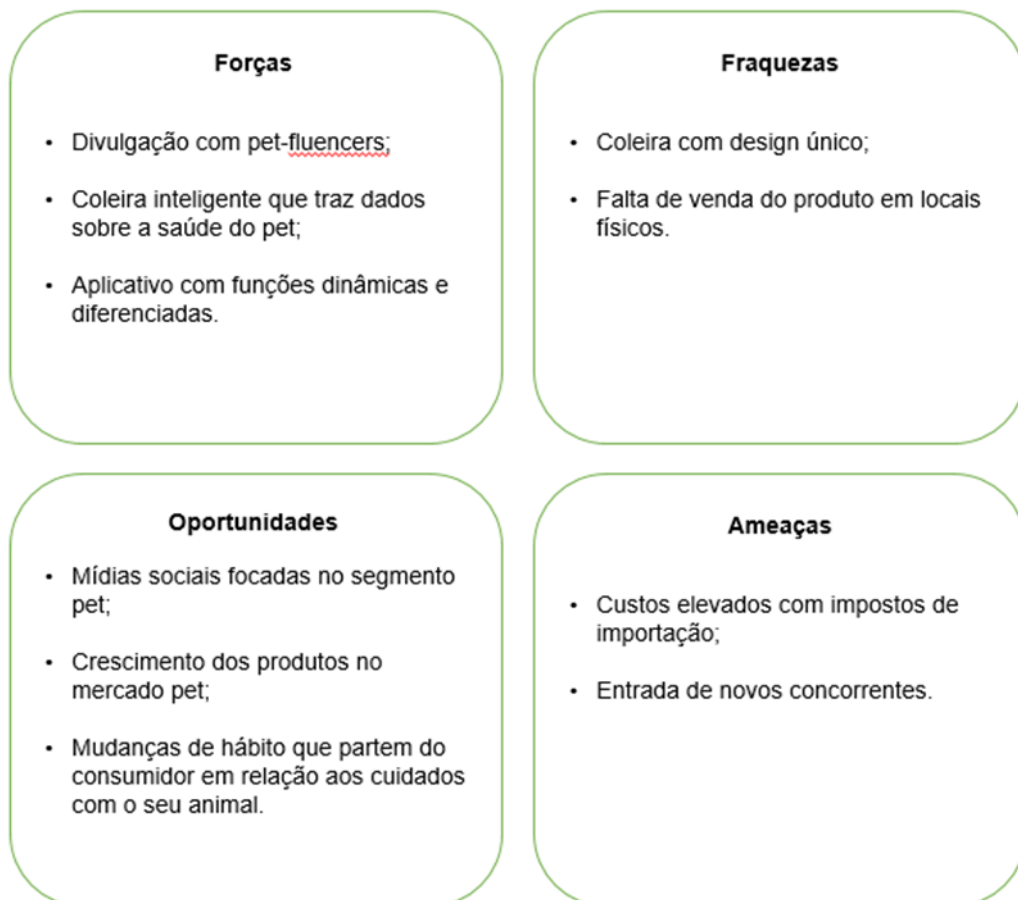 Forças
• Divulgação com pet-fluencers;
• Coleira inteligente que traz dados
sobre a saúde do pet;
• Aplicativo com funções dinâmicas e
diferenciadas.
Fraquezas
• Coleira com design único;
• Falta de venda do produto em locais
físicos.
Oportunidades
• Mídias sociais focadas no segmento
pet;
• Crescimento dos produtos no
mercado pet;
• Mudanças de hábito que partem do
consumidor em relação aos cuidados
com o seu animal.
Ameaças
• Custos elevados com impostos de
importação;
• Entrada de novos concorrentes.